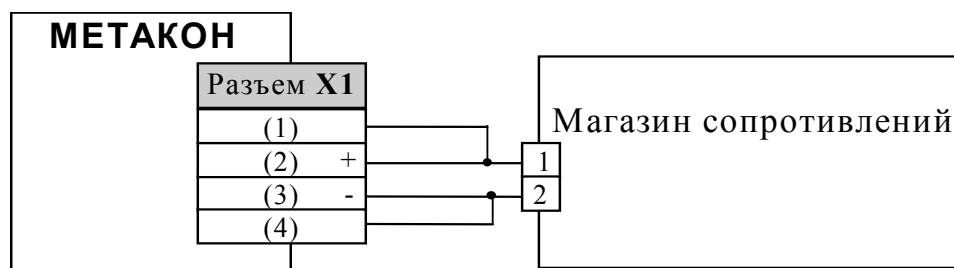 МЕТАКОН
Разъем X1
(1)
(2) +
(3) -
(4)
Магазин сопротивлений
1
2